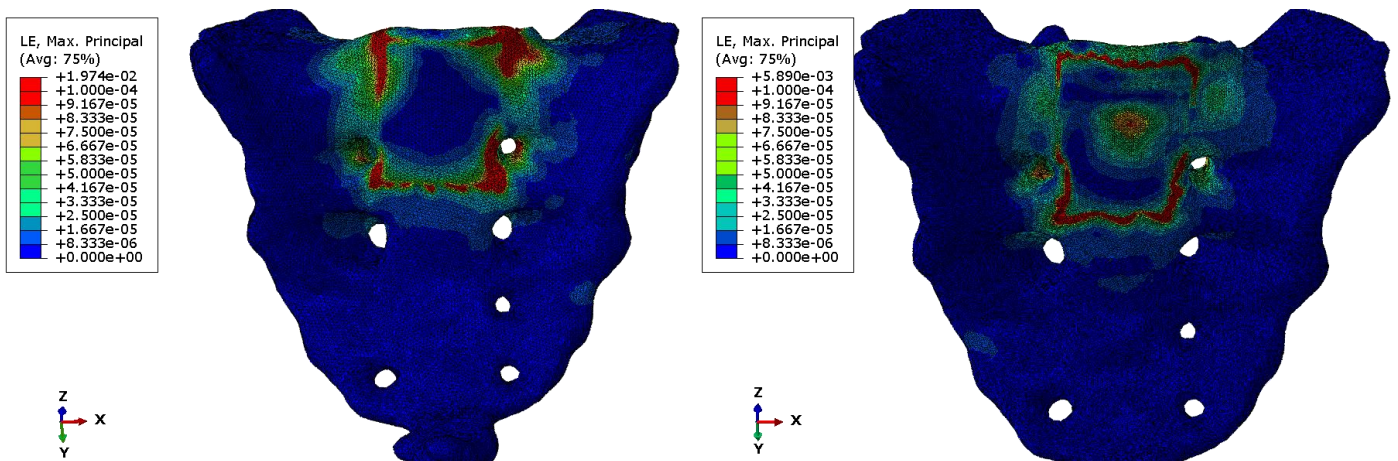 LE, Max. Principal
(Avg: 75%)
+1.974e-02
+1.000e-04
+9.167e-05
+8.333e-05
+7.500e-05
+6.667e-05
+5.833e-05
+5.000e-05
+4.167e-05
+3.333e-05
+2.500e-05
+1.667e-05
+8.333e-06
+0.000e+00
Z
X
Y
LE, Max. Principal
(Avg: 75%)
+5.890e-03
+1.000e-04
+9.167e-05
+8.333e-05
+7.500e-05
+6.667e-05
+5.833e-05
+5.000e-05
+4.167e-05
+3.333e-05
+2.500e-05
+1.667e-05
+8.333e-06
+0.000e+00
Z
X
Y